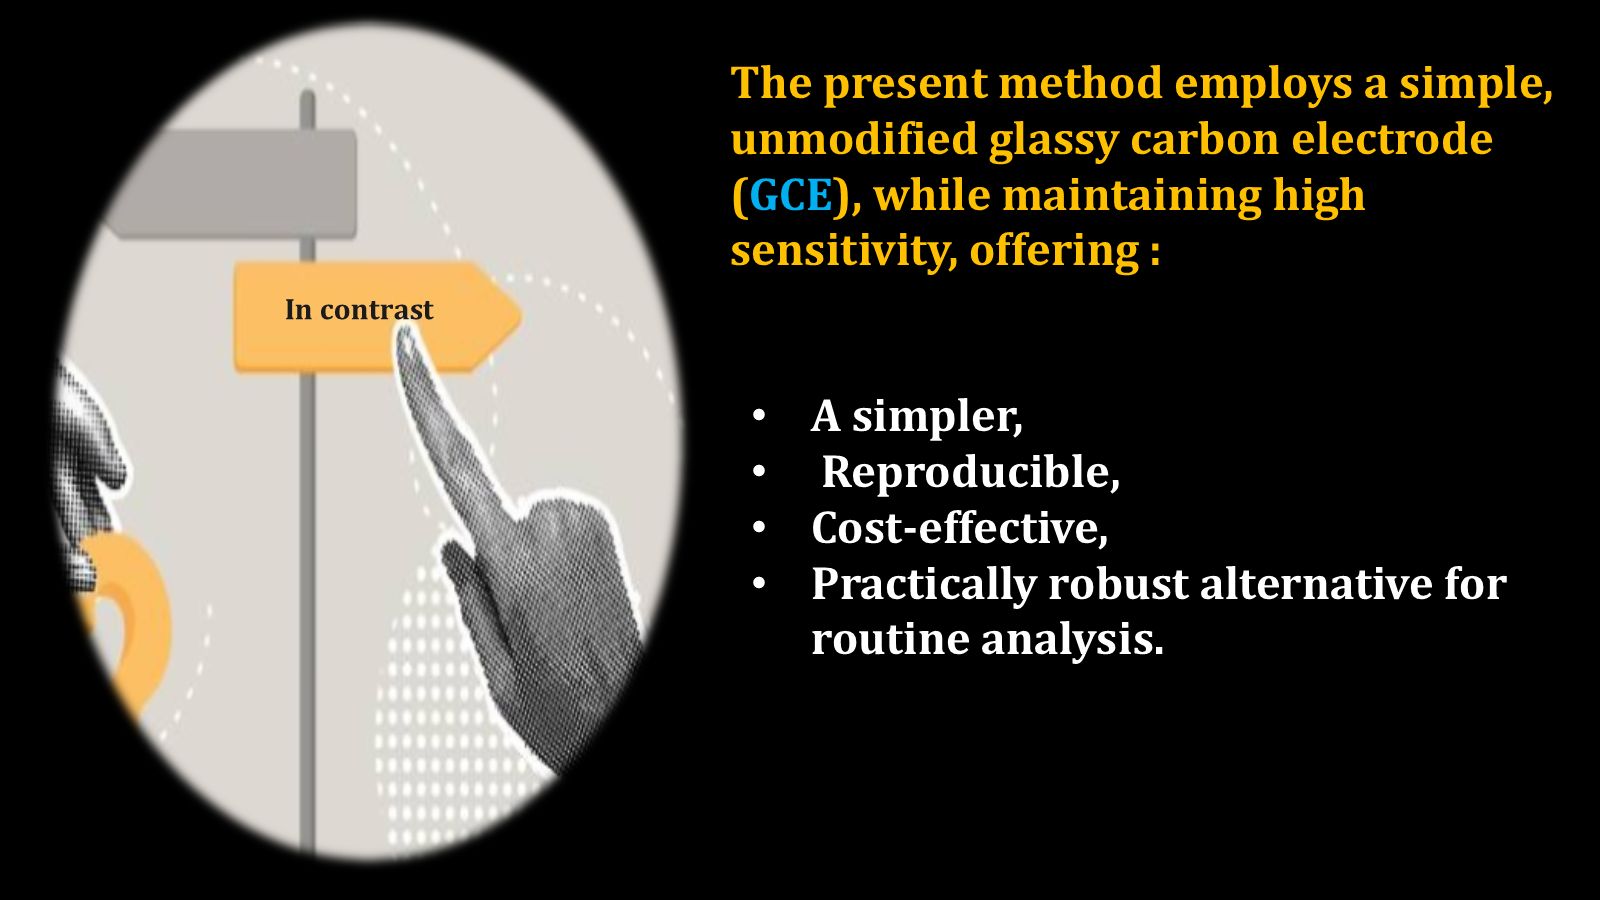 In contrast
The present method employs a simple,
unmodified glassy carbon electrode
(GCE), while maintaining high
sensitivity, offering :
• A simpler,
• Reproducible,
• Cost-effective,
• Practically robust alternative for
routine analysis.